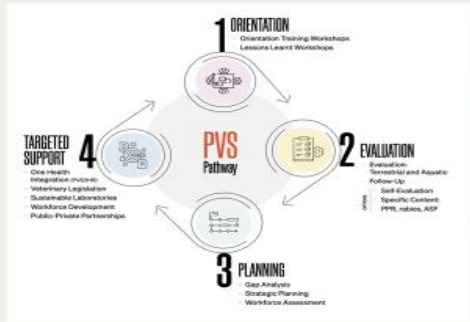 1 ORIENTATION
· Orientation Training Workshops
· Lessons Learnt Workshops
PVS
Pathway
2 EVALUATION
Evaluation:
Terrestrial and Aquatic
· Follow-Up
· Self-Evaluation
· Specific Content:
PPR, rabies, ASF
3 PLANNING
· Gap Analysis
· Strategic Planning
· Workforce Assessment
TARGETED
SUPPORT 4
· One Health
Integration
· Veterinary Legislation
· Sustainable Laboratories
· Workforce Development
· Public-Private Partnerships